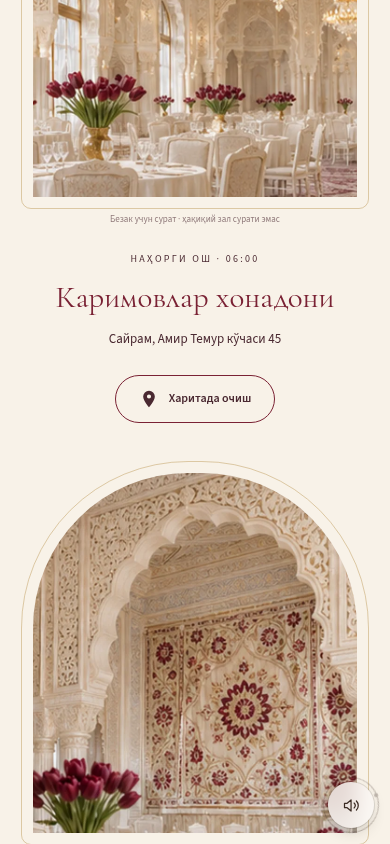 Безак учун сурат · ҳақиқий зал сурати эмас
НАҲОРГИ ОШ · 06:00
Каримовлар хонадони
Сайрам, Амир Темур кўчаси 45
Харитада очиш